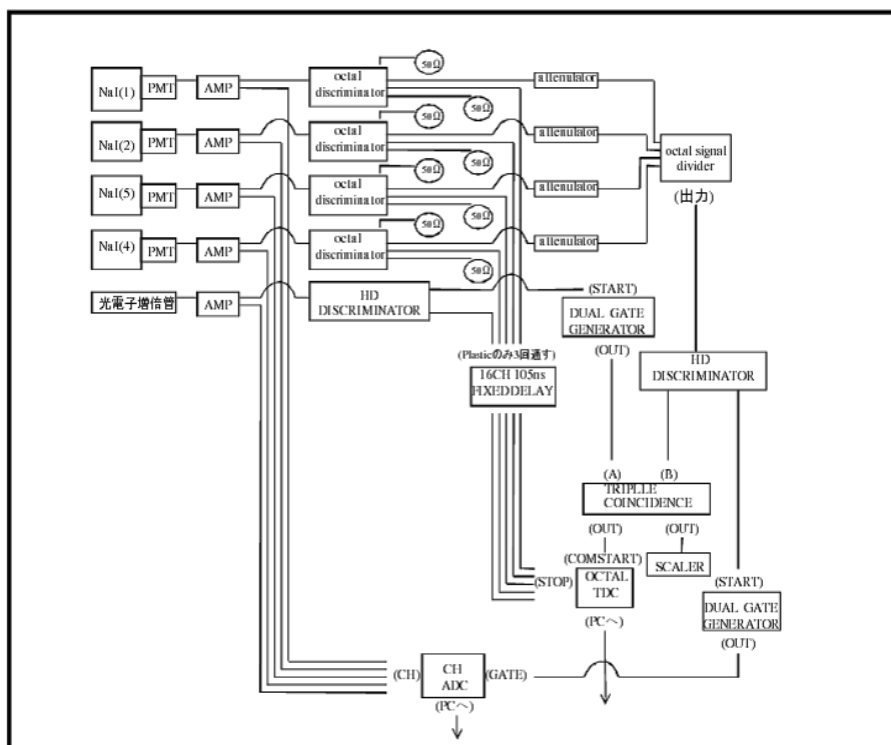 50Ω
NaI(1)
PMT
AMP
octal
discriminator
50Ω
attenulator
50Ω
NaI(2)
PMT
AMP
octal
discriminator
50Ω
attenulator
octal signal
divider
(出力)
50Ω
NaI(5)
PMT
AMP
octal
discriminator
50Ω
attenulator
50Ω
NaI(4)
PMT
AMP
octal
discriminator
50Ω
attenulator
光電子増倍管
AMP
HD
DISCRIMINATOR
(START)
DUAL GATE
GENERATOR
(OUT)
(Plasticのみ3回通す)
16CH 105ns
FIXEDDELAY
HD
DISCRIMINATOR
(A)
(B)
TRIPLLE
COINCIDENCE
(OUT)
(OUT)
(COMSTART)
SCALER
(STOP)
OCTAL
TDC
(PCへ)
(START)
DUAL GATE
GENERATOR
(OUT)
(CH)
CH
ADC
(GATE)
(PCへ)